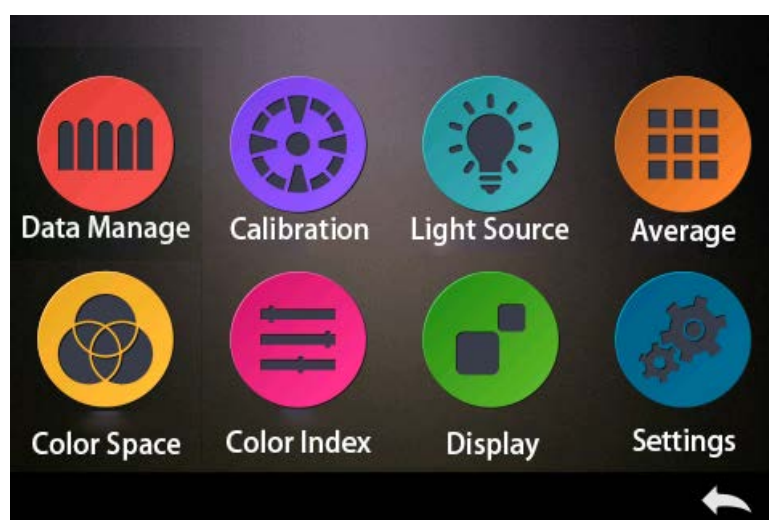 Data Manage
Calibration
Light Source
Average
Color Space
Color Index
Display
Settings